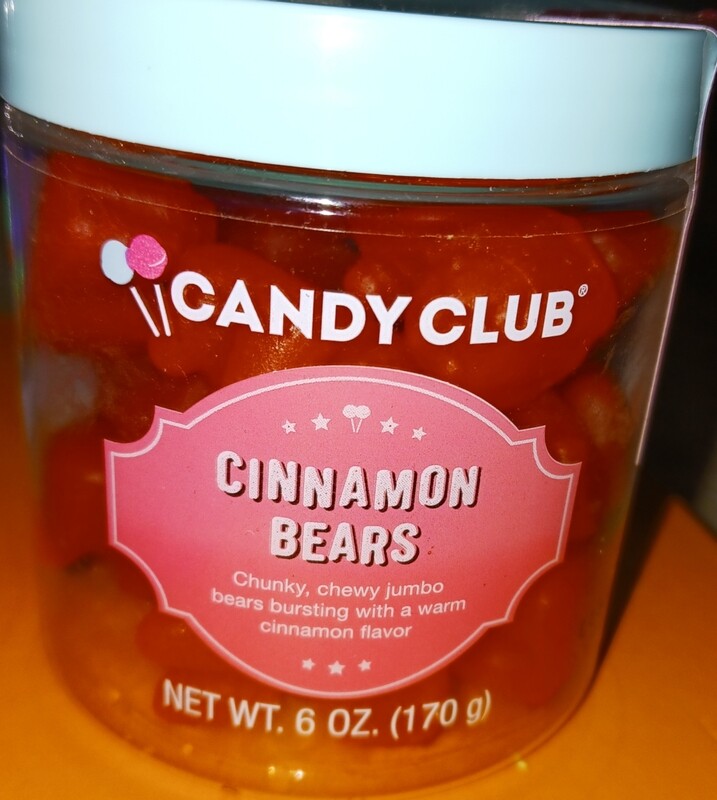 CANDY CLUB®
CINNAMON
BEARS
Chunky, chewy jumbo
bears bursting with a warm
cinnamon flavor
NET WT. 6 OZ. (170 g)